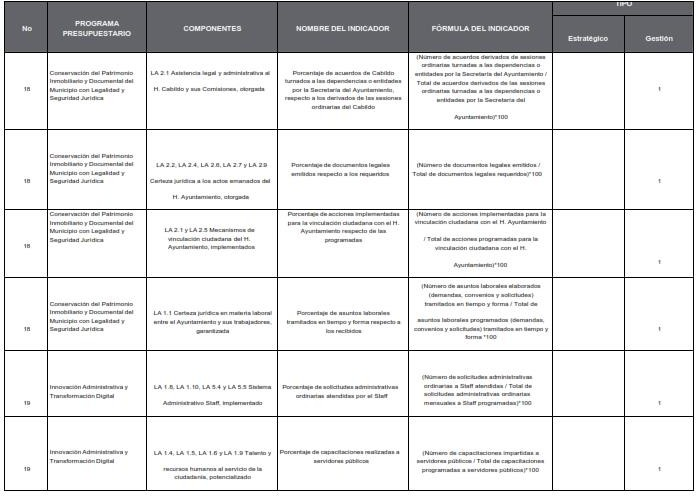 TIPO
No
PROGRAMA
PRESUPUESTARIO
COMPONENTES
NOMBRE DEL INDICADOR
FÓRMULA DEL INDICADOR
Estratégico
Gestión
18
Conservación del Patrimonio
Inmobiliario y Documental del
Municipio con Legalidad y
Seguridad Jurídica
LA 2.1 Asistencia legal y administrativa al
H. Cabildo y sus Comisiones, otorgada
Porcentaje de acuerdos de Cabildo
turnados a las dependencias o entidades
por la Secretaría del Ayuntamiento,
respecto a los derivados de las sesiones
ordinarias del Cabildo
(Número de acuerdos derivados de sesiones
ordinarias turnadas a las dependencias o
entidades por la Secretaría del Ayuntamiento /
Total de acuerdos derivados de las sesiones
ordinarias turnadas a las dependencias o
entidades por la Secretaría del
Ayuntamiento)*100
1
18
Conservación del Patrimonio
Inmobiliario y Documental del
Municipio con Legalidad y
Seguridad Jurídica
LA 2.2, LA 2.4, LA 2.6, LA 2.7 y LA 2.9
Certeza jurídica a los actos emanados del
H. Ayuntamiento, otorgada
Porcentaje de documentos legales
emitidos respecto a los requeridos
(Número de documentos legales emitidos /
Total de documentos legales requeridos)*100
1
18
Conservación del Patrimonio
Inmobiliario y Documental del
Municipio con Legalidad y
Seguridad Jurídica
LA 2.1 y LA 2.5 Mecanismos de
vinculación ciudadana del H.
Ayuntamiento, implementados
Porcentaje de acciones implementadas
para la vinculación ciudadana con el H.
Ayuntamiento respecto de las
programadas
(Número de acciones implementadas para la
vinculación ciudadana con el H. Ayuntamiento
/ Total de acciones programadas para la
vinculación ciudadana con el H.
Ayuntamiento)*100
1
18
Conservación del Patrimonio
Inmobiliario y Documental del
Municipio con Legalidad y
Seguridad Jurídica
LA 1.1 Certeza jurídica en materia laboral
entre el Ayuntamiento y sus trabajadores,
garantizada
Porcentaje de asuntos laborales
tramitados en tiempo y forma respecto a
los recibidos
(Número de asuntos laborales elaborados
(demandas, convenios y solicitudes)
tramitados en tiempo y forma / Total de
asuntos laborales programados (demandas,
convenios y solicitudes) tramitados en tiempo y
forma *100
1
19
Innovación Administrativa y
Transformación Digital
LA 1.8, LA 1.10, LA 5.4 y LA 5.5 Sistema
Administrativo Staff, implementado
Porcentaje de solicitudes administrativas
ordinarias atendidas por el Staff
(Número de solicitudes administrativas
ordinarias a Staff atendidas / Total de
solicitudes administrativas ordinarias
mensuales a Staff programadas)*100
1
19
Innovación Administrativa y
Transformación Digital
LA 1.4, LA 1.5, LA 1.6 y LA 1.9 Talento y
recursos humanos al servicio de la
ciudadanía, potencializado
Porcentaje de capacitaciones realizadas a
servidores públicos
(Número de capacitaciones impartidas a
servidores públicos / Total de capacitaciones
programadas a servidores públicos)*100
1